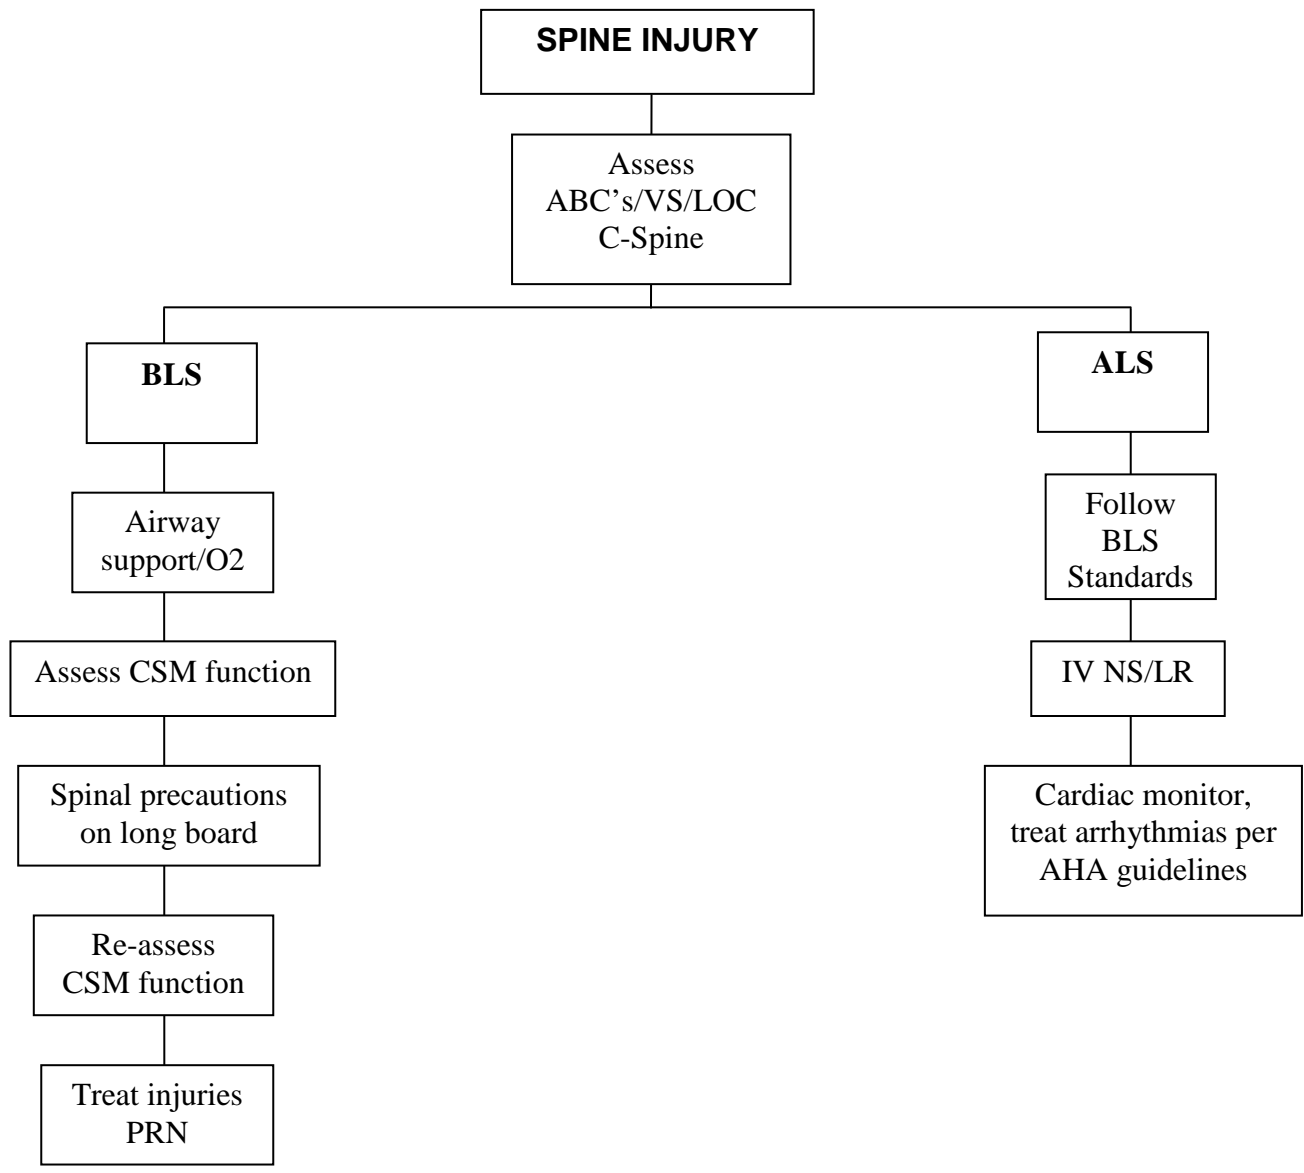 SPINE INJURY
Assess
ABC’s/VS/LOC
C-Spine
BLS
Airway
support/O2
Assess CSM function
Spinal precautions
on long board
Re-assess
CSM function
Treat injuries
PRN
ALS
Follow
BLS
Standards
IV NS/LR
Cardiac monitor,
treat arrhythmias per
AHA guidelines